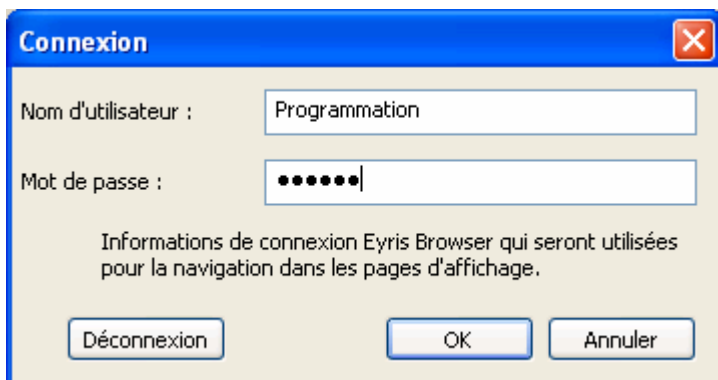 Connexion
Nom d'utilisateur : Programmation
Mot de passe : ●●●●●●
Informations de connexion Eyris Browser qui seront utilisées
pour la navigation dans les pages d'affichage.
Déconnexion OK Annuler